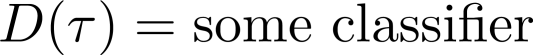 D(τ) = some classifier